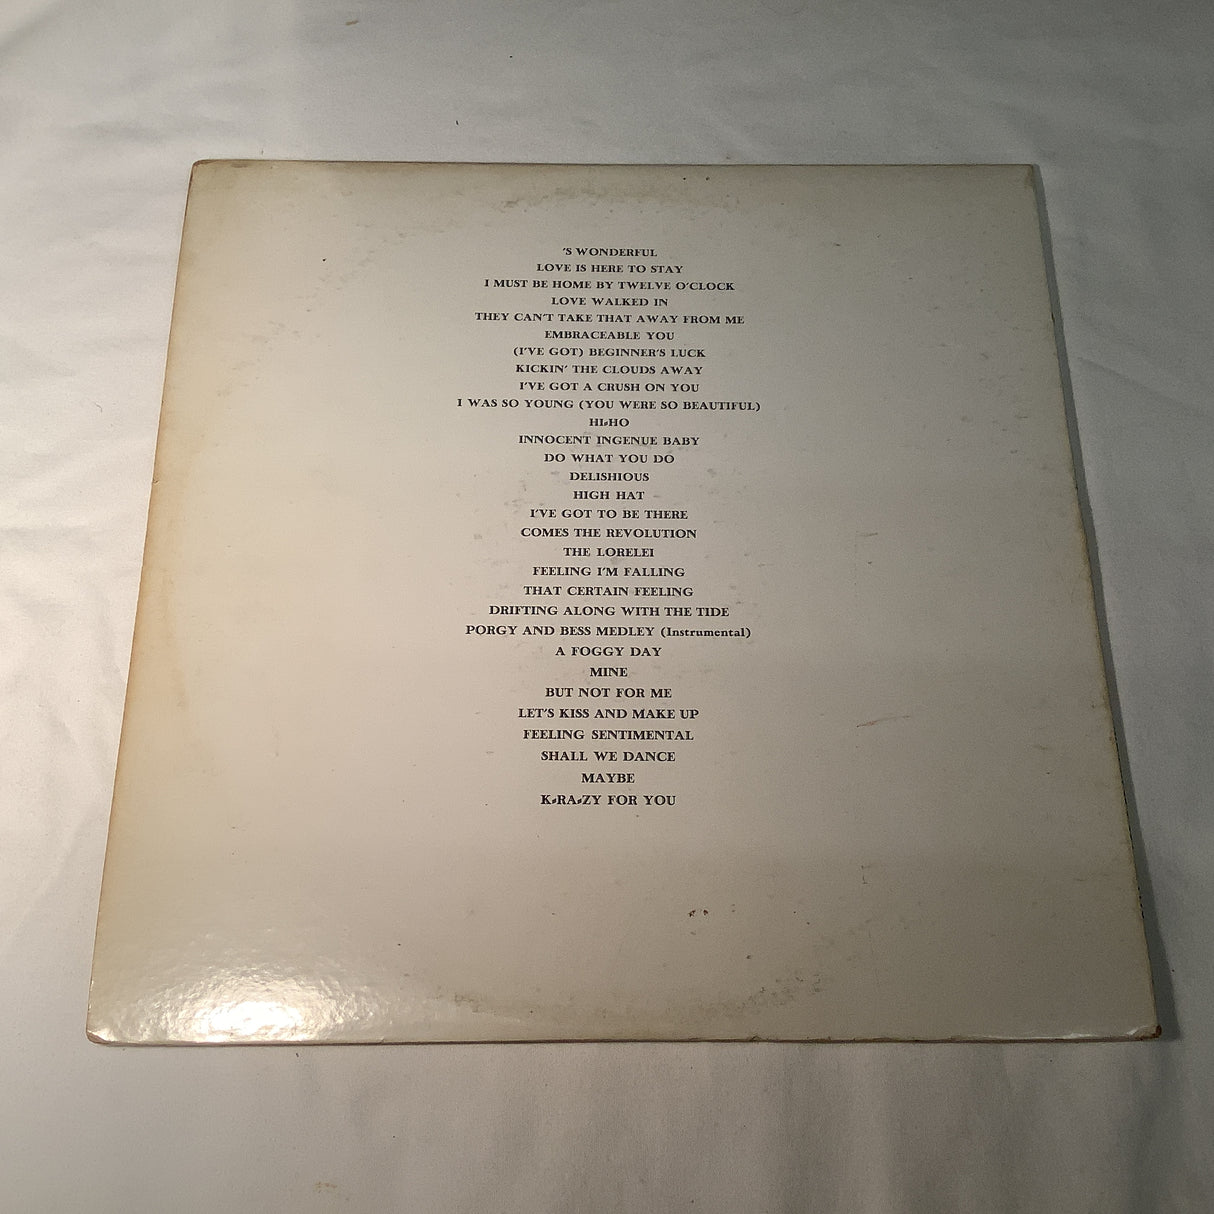 'S WONDERFUL
LOVE IS HERE TO STAY
I MUST BE HOME BY TWELVE O'CLOCK
LOVE WALKED IN
THEY CAN'T TAKE THAT AWAY FROM ME
EMBRACEABLE YOU
(I'VE GOT) BEGINNER'S LUCK
KICKIN' THE CLOUDS AWAY
I'VE GOT A CRUSH ON YOU
I WAS SO YOUNG (YOU WERE SO BEAUTIFUL)
HI-HO
INNOCENT INGENUE BABY
DO WHAT YOU DO
DELISHIOUS
HIGH HAT
I'VE GOT TO BE THERE
COMES THE REVOLUTION
THE LORELEI
FEELING I'M FALLING
THAT CERTAIN FEELING
DRIFTING ALONG WITH THE TIDE
PORGY AND BESS MEDLEY (Instrumental)
A FOGGY DAY
MINE
BUT NOT FOR ME
LET'S KISS AND MAKE UP
FEELING SENTIMENTAL
SHALL WE DANCE
MAYBE
K-RA-ZY FOR YOU